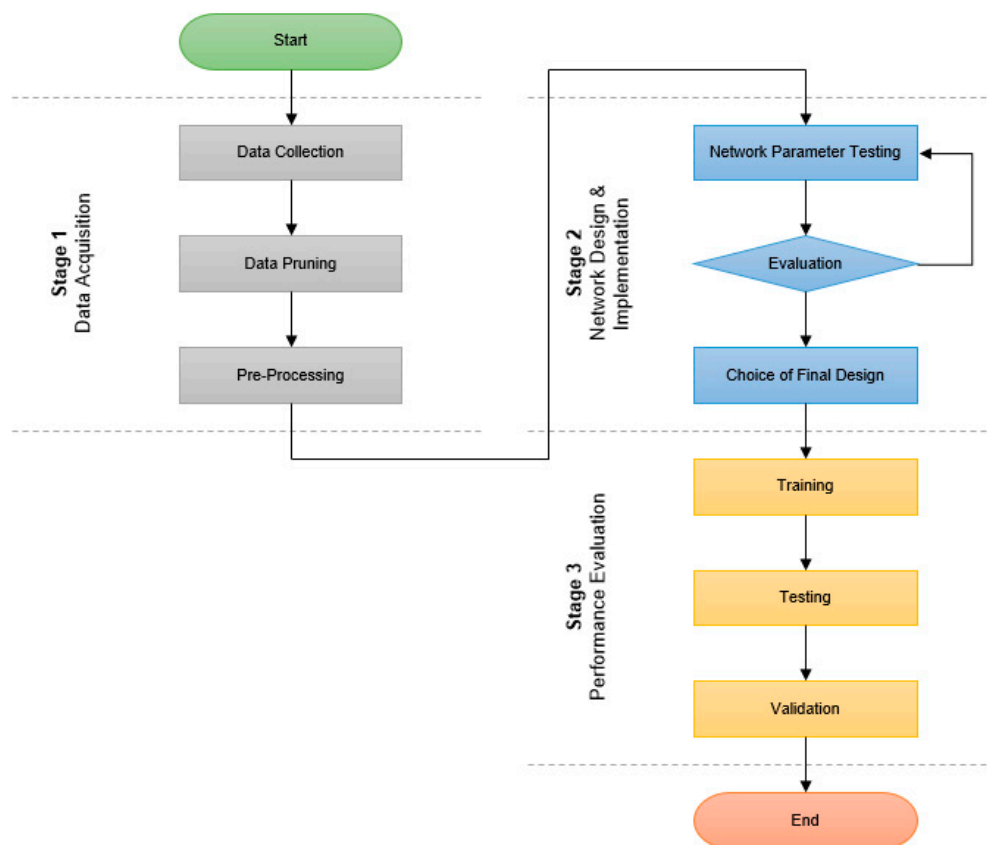 Start
Stage 1
Data Acquisition
Data Collection
Data Pruning
Pre-Processing
Stage 2
Network Design &
Implementation
Network Parameter Testing
Evaluation
Choice of Final Design
Stage 3
Performance Evaluation
Training
Testing
Validation
End